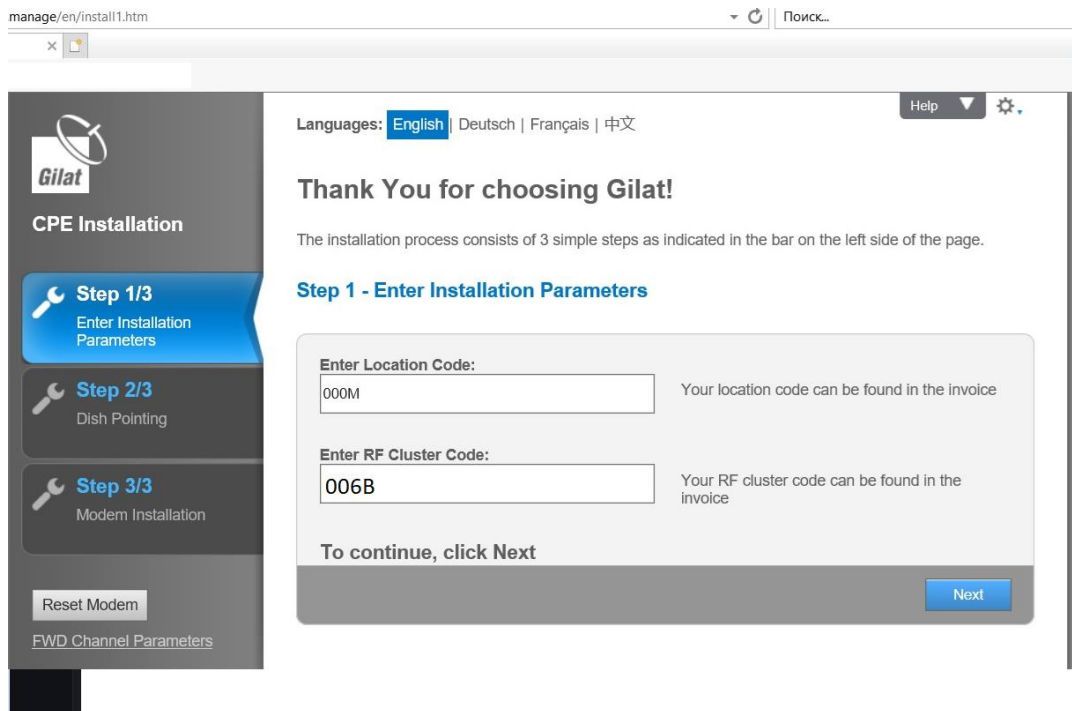 manage/en/install1.htm
Поиск...
Help
Languages: English | Deutsch | Français | 中文
Gilat
CPE Installation
Thank You for choosing Gilat!
The installation process consists of 3 simple steps as indicated in the bar on the left side of the page.
Step 1/3
Enter Installation
Parameters
Step 2/3
Dish Pointing
Step 3/3
Modem Installation
Reset Modem
FWD Channel Parameters
Step 1 - Enter Installation Parameters
Enter Location Code:
000M
Your location code can be found in the invoice
Enter RF Cluster Code:
006B
Your RF cluster code can be found in the
invoice
To continue, click Next
Next